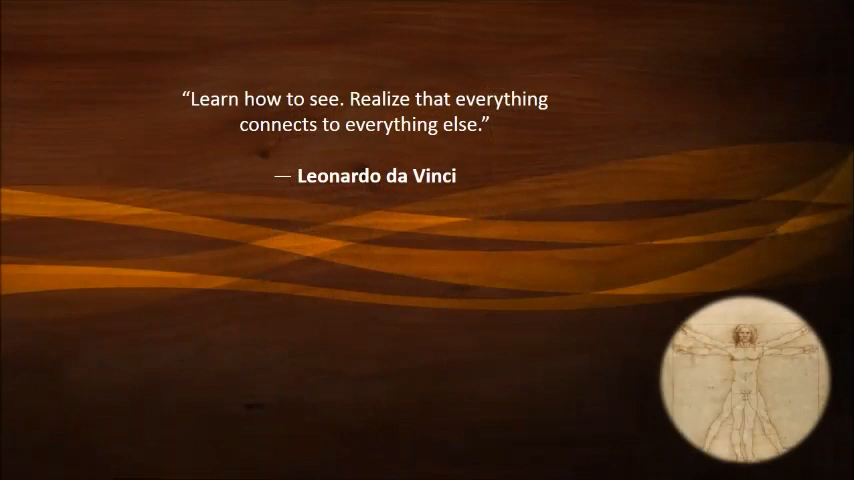 “Learn how to see. Realize that everything
connects to everything else.”
— Leonardo da Vinci